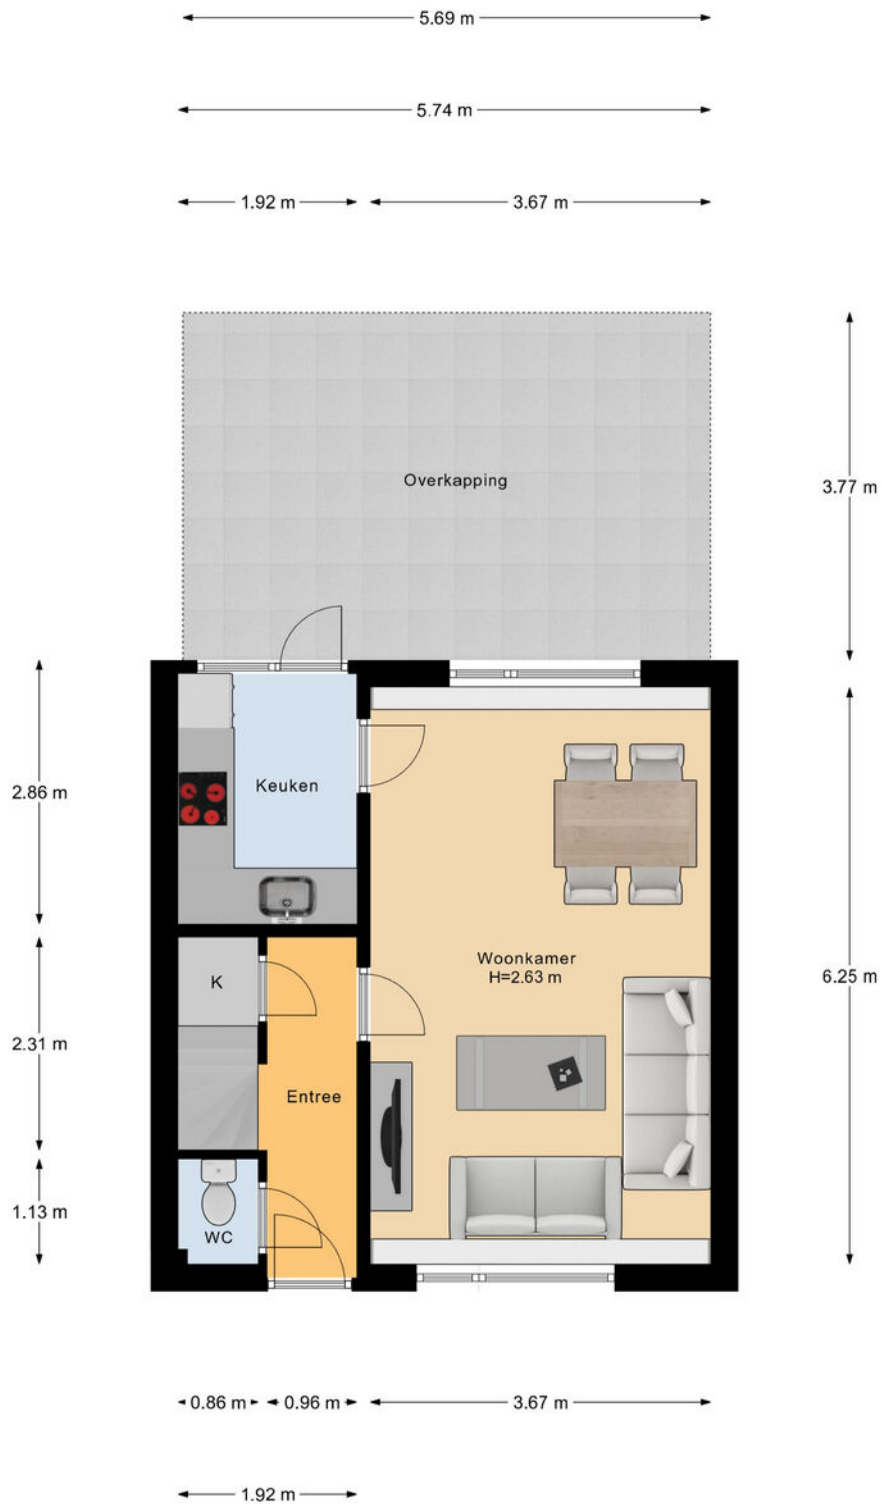 5.69 m
5.74 m
1.92 m
3.67 m
Overkapping
3.77 m
2.86 m
Keuken
Woonkamer
H=2.63 m
6.25 m
K
2.31 m
Entree
1.13 m
WC
0.86 m
0.96 m
3.67 m
1.92 m